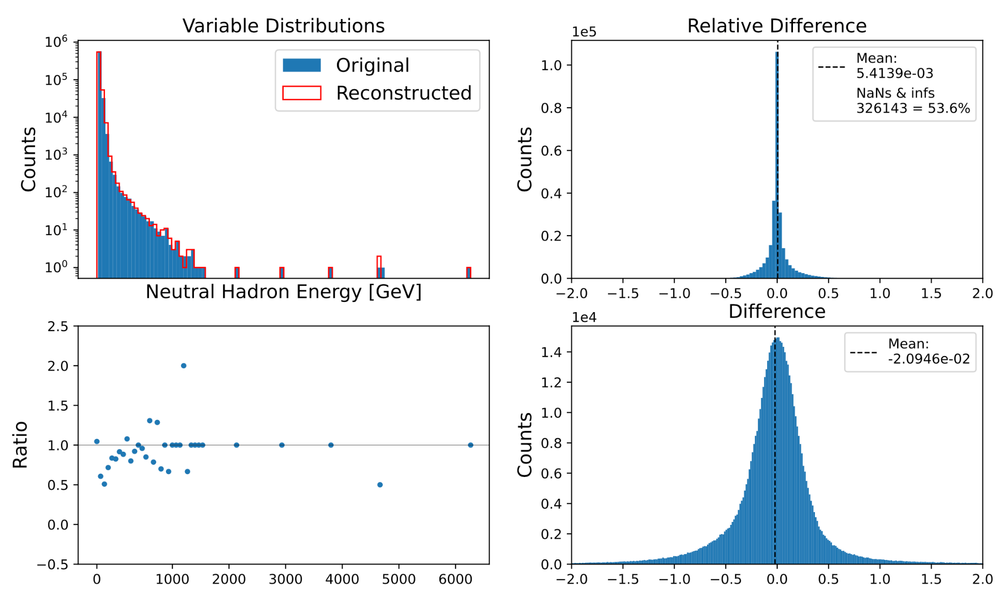 Variable Distributions
Counts
10^6
10^5
10^4
10^3
10^2
10^1
10^0
Original
Reconstructed
Neutral Hadron Energy [GeV]
Relative Difference
1e5
Counts
1.0
0.8
0.6
0.4
0.2
0.0
Mean:
5.4139e-03
NaNs & infs
326143 = 53.6%
−2.0 −1.5 −1.0 −0.5 0.0 0.5 1.0 1.5 2.0
Ratio
2.5
2.0
1.5
1.0
0.5
0.0
−0.5
0 1000 2000 3000 4000 5000 6000
Difference
1e4
Counts
1.4
1.2
1.0
0.8
0.6
0.4
0.2
0.0
Mean:
-2.0946e-02
−2.0 −1.5 −1.0 −0.5 0.0 0.5 1.0 1.5 2.0